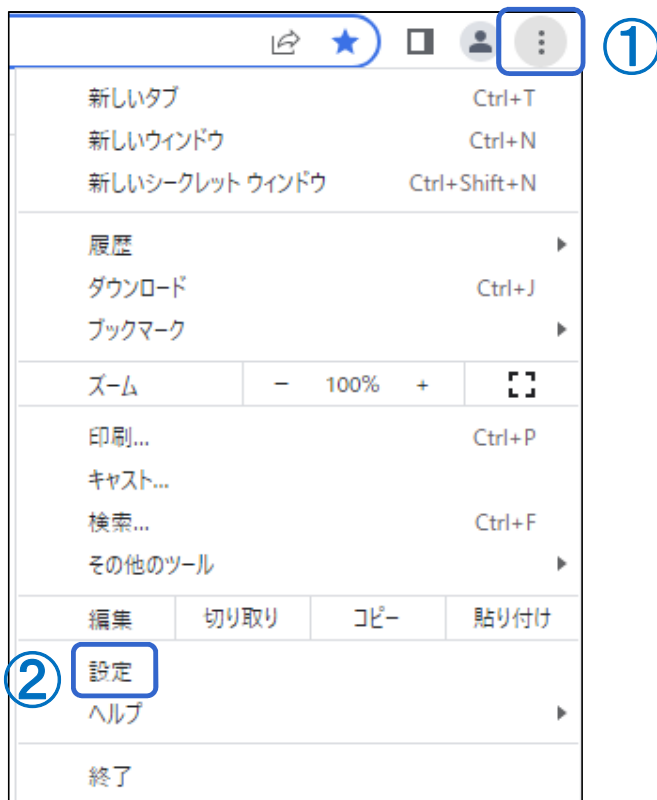 ①
新しいタブ Ctrl+T
新しいウィンドウ Ctrl+N
新しいシークレット ウィンドウ Ctrl+Shift+N
履歴
ダウンロード Ctrl+J
ブックマーク
ズーム − 100% +
印刷... Ctrl+P
キャスト...
検索... Ctrl+F
その他のツール
編集 切り取り コピー 貼り付け
② 設定
ヘルプ
終了